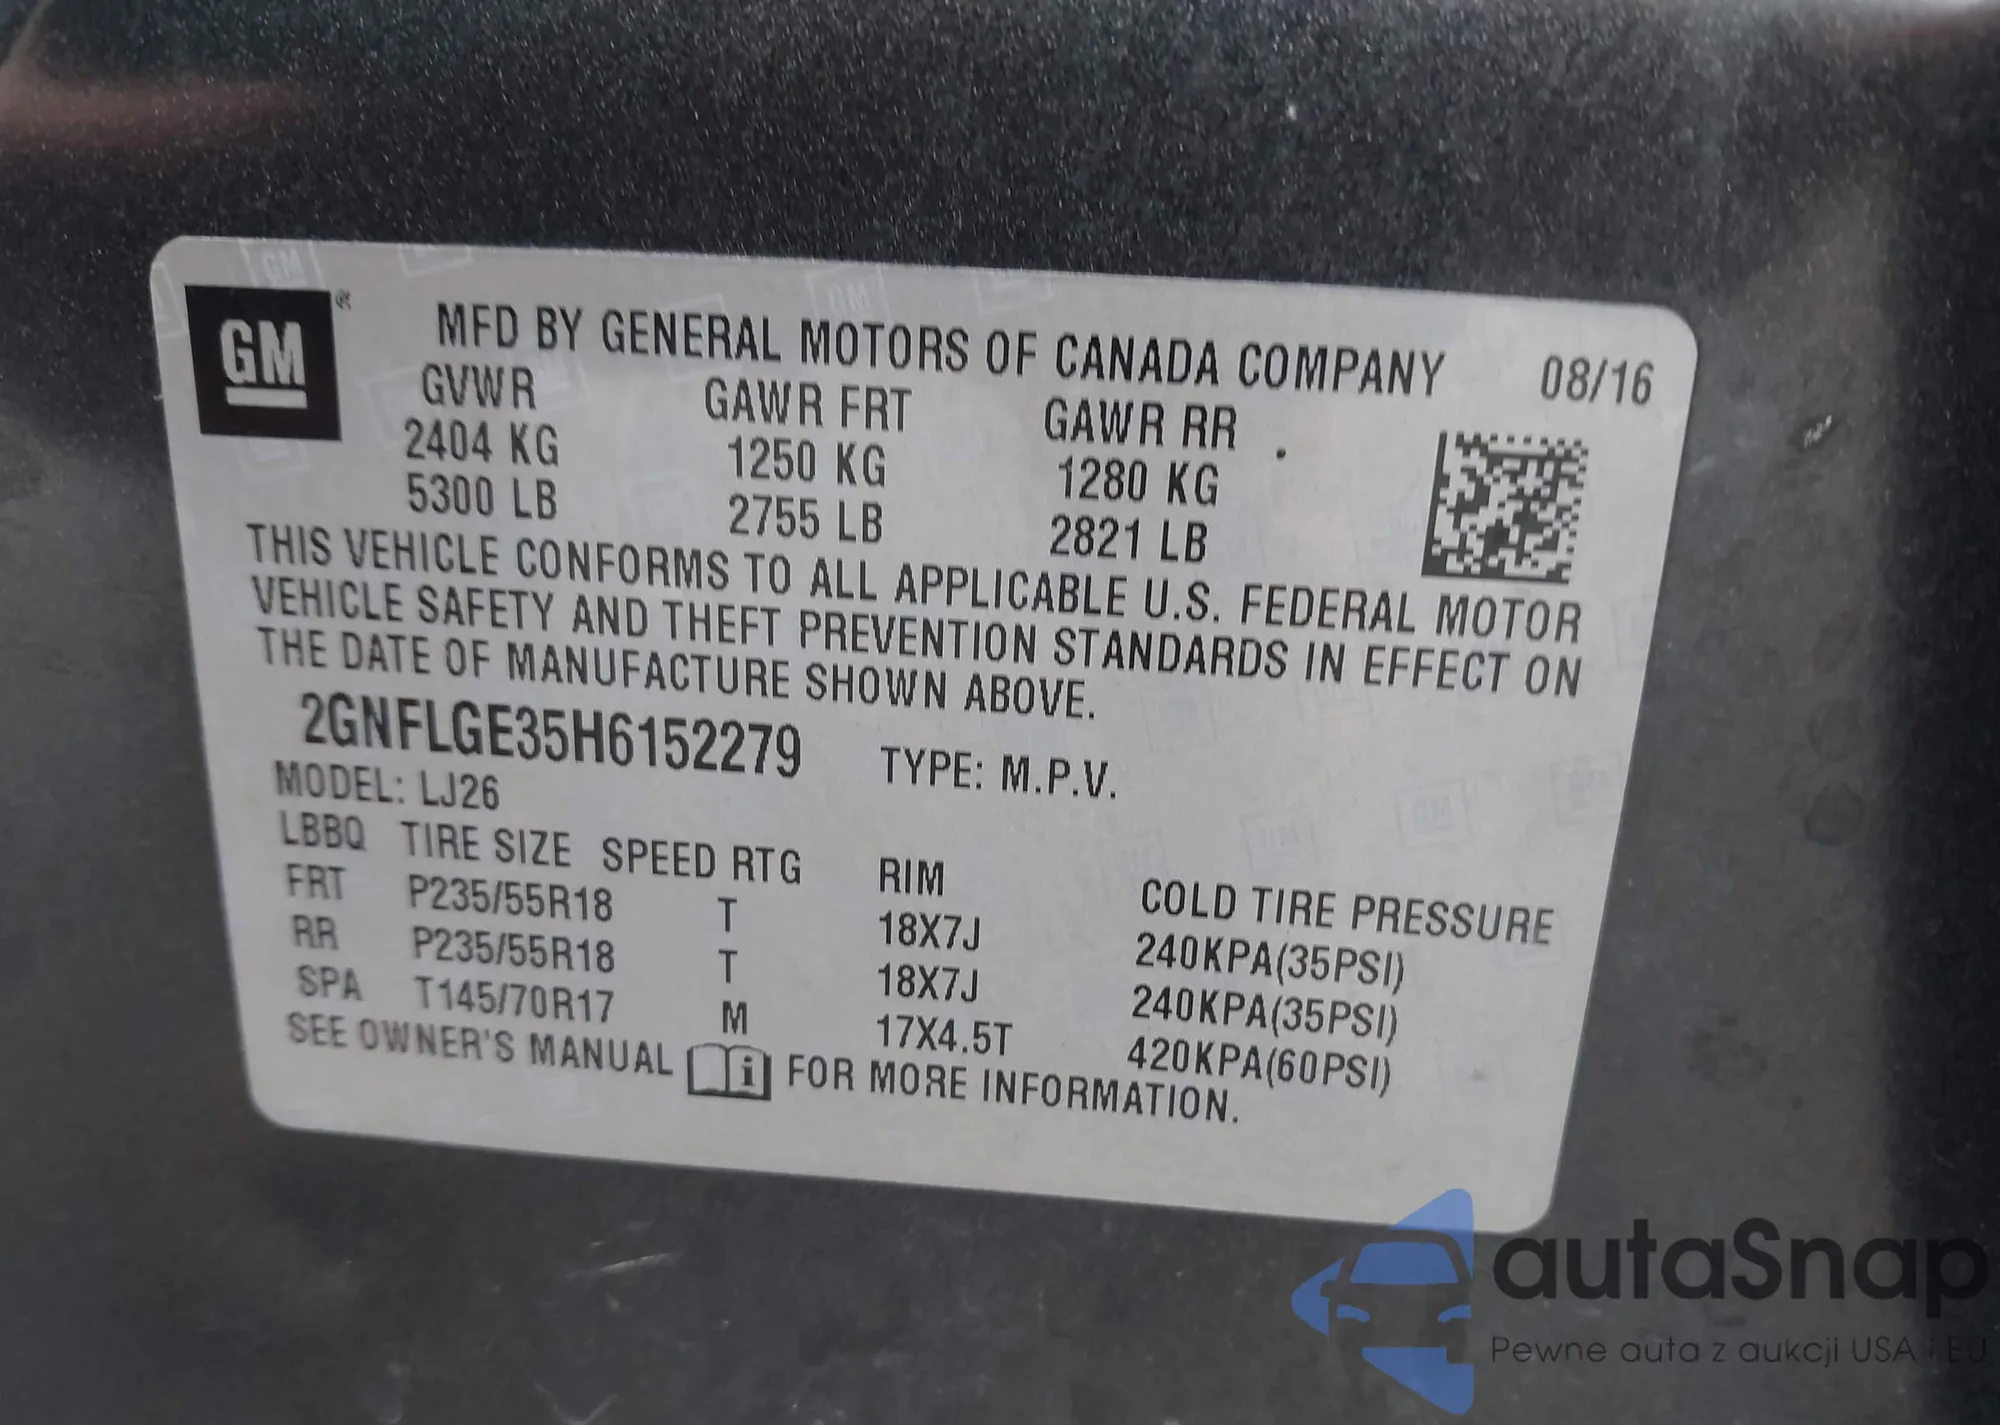 GM ®
MFD BY GENERAL MOTORS OF CANADA COMPANY 08/16
GVWR GAWR FRT GAWR RR
2404 KG 1250 KG 1280 KG
5300 LB 2755 LB 2821 LB
THIS VEHICLE CONFORMS TO ALL APPLICABLE U.S. FEDERAL MOTOR
VEHICLE SAFETY AND THEFT PREVENTION STANDARDS IN EFFECT ON
THE DATE OF MANUFACTURE SHOWN ABOVE.
2GNFLGE35H6152279 TYPE: M.P.V.
MODEL: LJ26
LBBQ TIRE SIZE SPEED RTG RIM COLD TIRE PRESSURE
FRT P235/55R18 T 18X7J 240KPA(35PSI)
RR P235/55R18 T 18X7J 240KPA(35PSI)
SPA T145/70R17 M 17X4.5T 420KPA(60PSI)
SEE OWNER'S MANUAL i FOR MORE INFORMATION.
autaSnap
Pewne auta z aukcji USA i EU